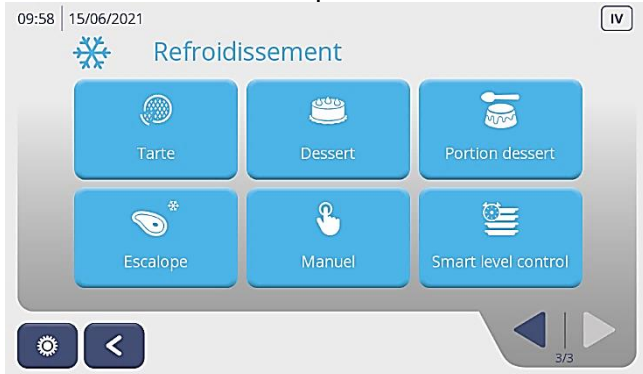 09:58 15/06/2021 IV
Refroidissement
Tarte Dessert Portion dessert
Escalope Manuel Smart level control
3/3